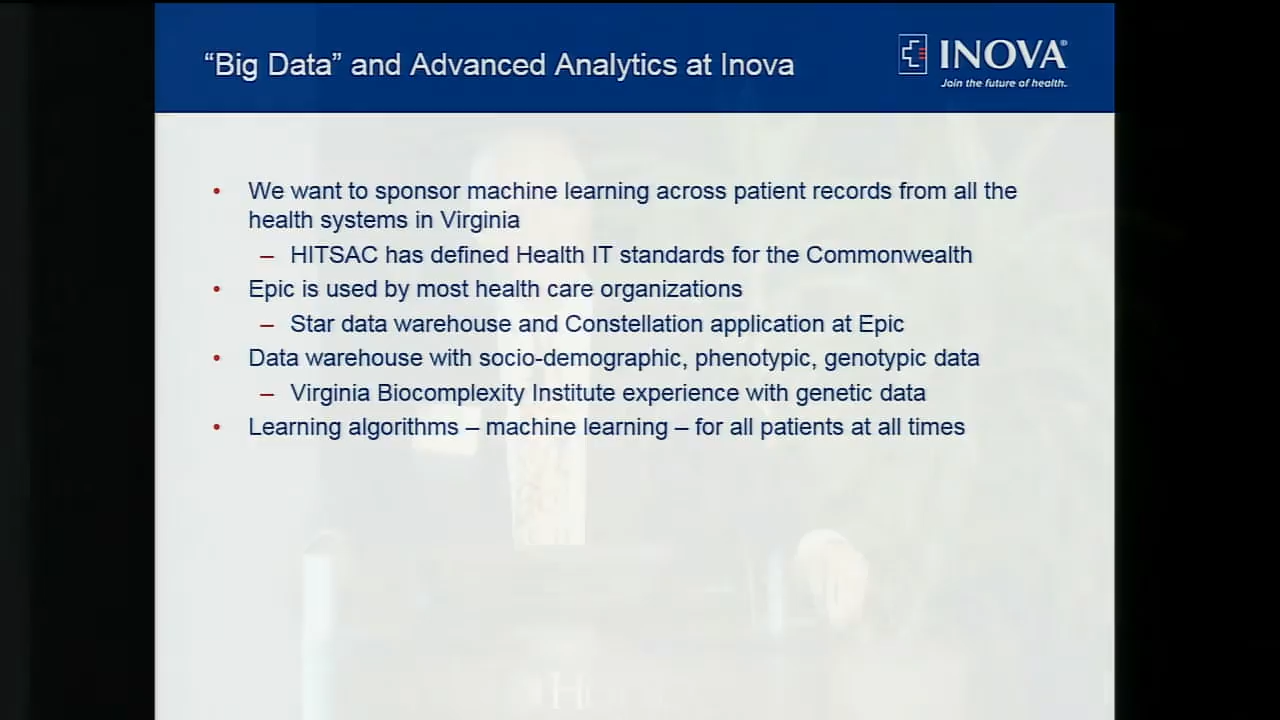 “Big Data” and Advanced Analytics at Inova
INOVA®
Join the future of health.
• We want to sponsor machine learning across patient records from all the
health systems in Virginia
– HITSAC has defined Health IT standards for the Commonwealth
• Epic is used by most health care organizations
– Star data warehouse and Constellation application at Epic
• Data warehouse with socio-demographic, phenotypic, genotypic data
– Virginia Biocomplexity Institute experience with genetic data
• Learning algorithms – machine learning – for all patients at all times